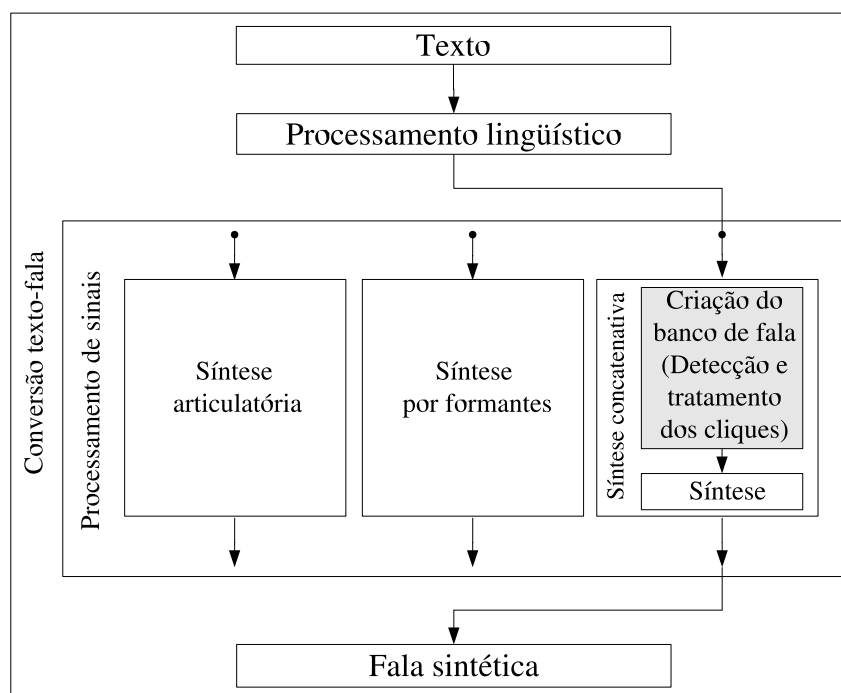 Texto
Processamento lingüístico
Conversão texto-fala
Processamento de sinais
Síntese
articulatória
Síntese
por formantes
Síntese concatenativa
Criação do
banco de fala
(Detecção e
tratamento
dos cliques)
Síntese
Fala sintética